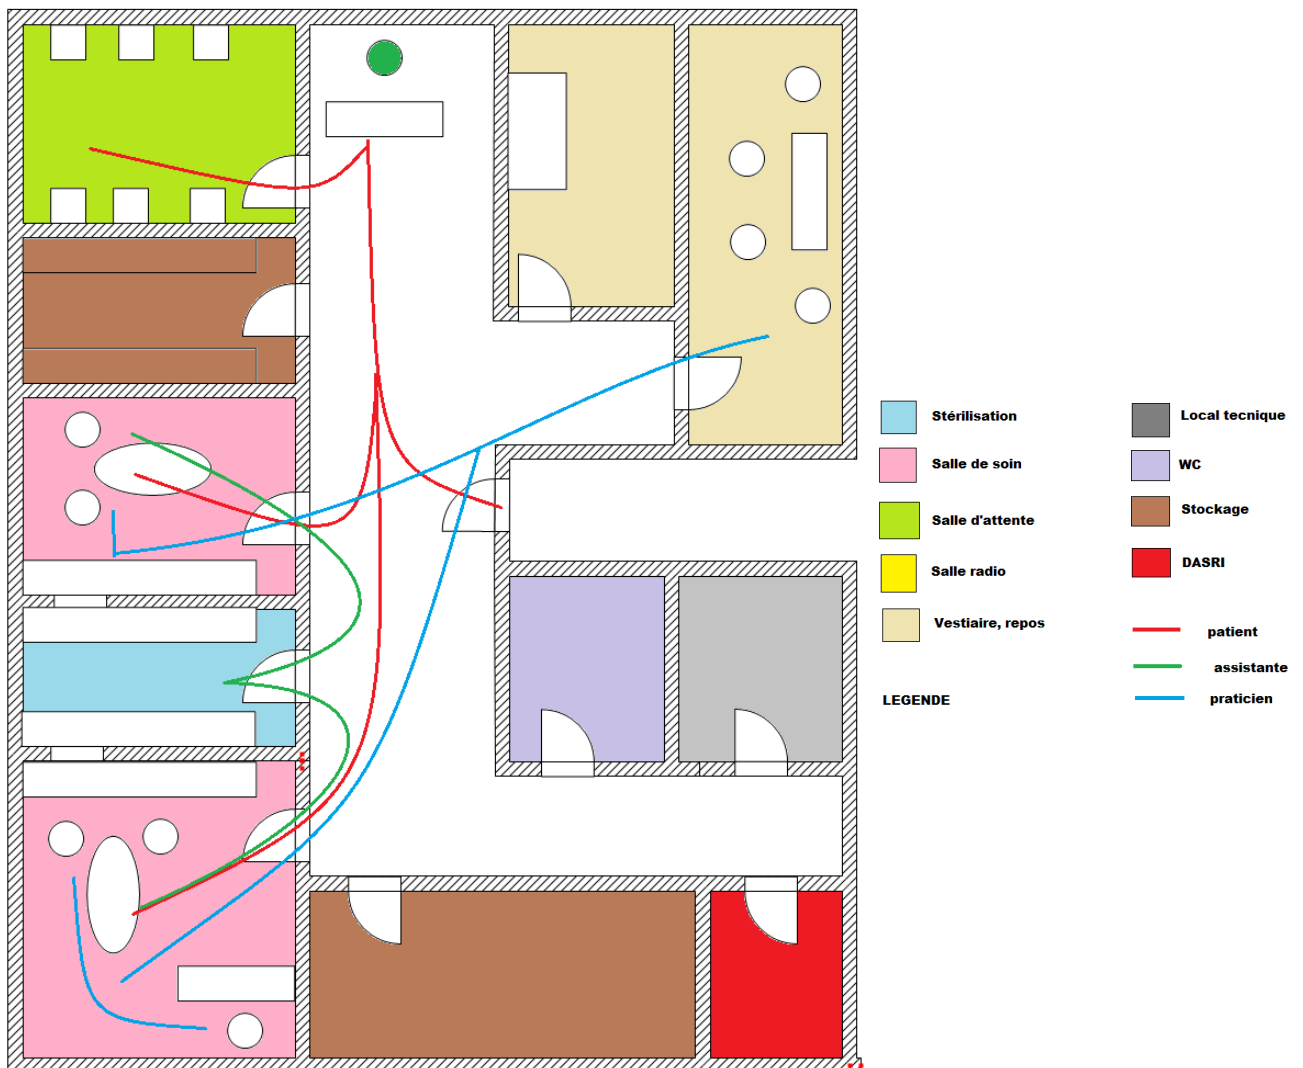 Stérilisation
Salle de soin
Salle d'attente
Salle radio
Vestiaire, repos
LEGENDE
Local tecnique
WC
Stockage
DASRI
patient
assistante
praticien